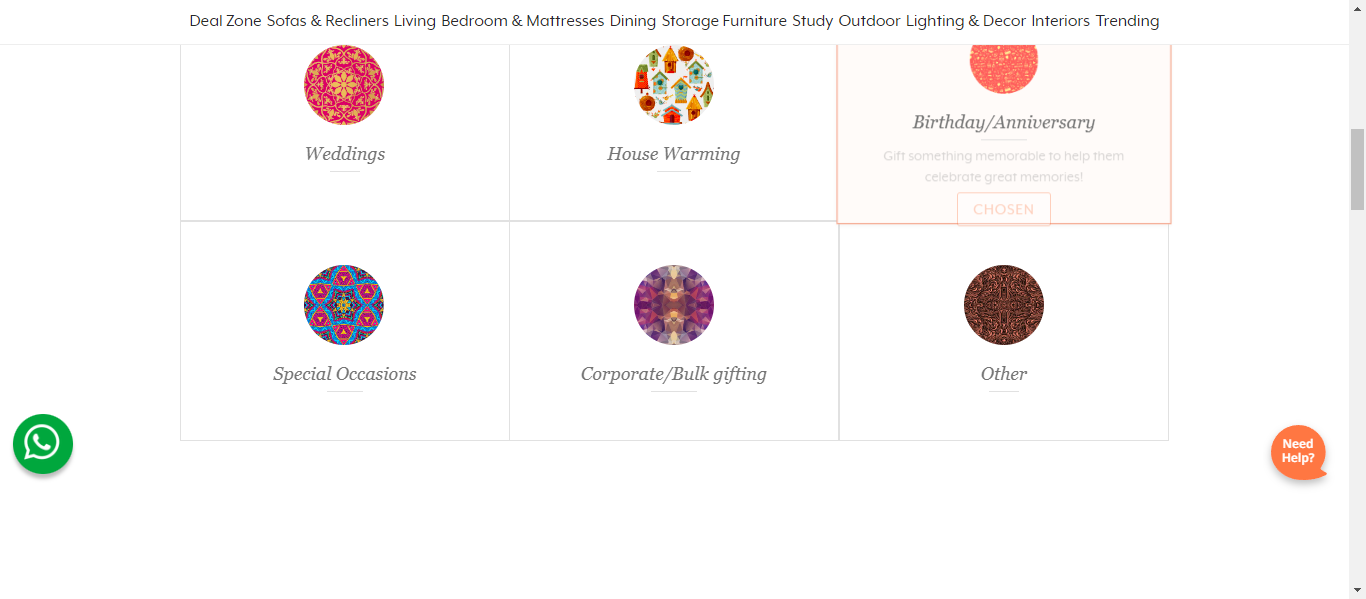 Deal Zone Sofas & Recliners Living Bedroom & Mattresses Dining Storage Furniture Study Outdoor Lighting & Decor Interiors Trending
Weddings
House Warming
Birthday/Anniversary
Gift something memorable to help them
celebrate great memories!
CHOSEN
Special Occasions
Corporate/Bulk gifting
Other
Need
Help?